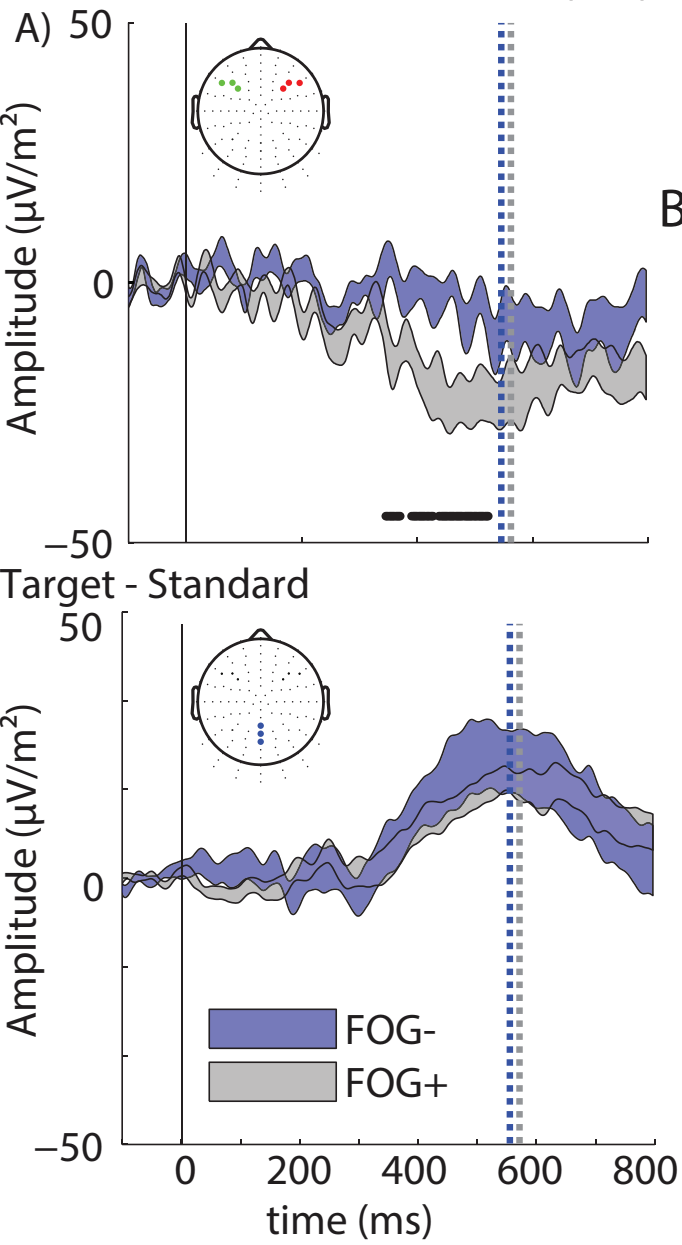 A)
50
Amplitude (µV/m²)
0
−50
B
Target - Standard
50
Amplitude (µV/m²)
0
−50
FOG-
FOG+
0 200 400 600 800
time (ms)